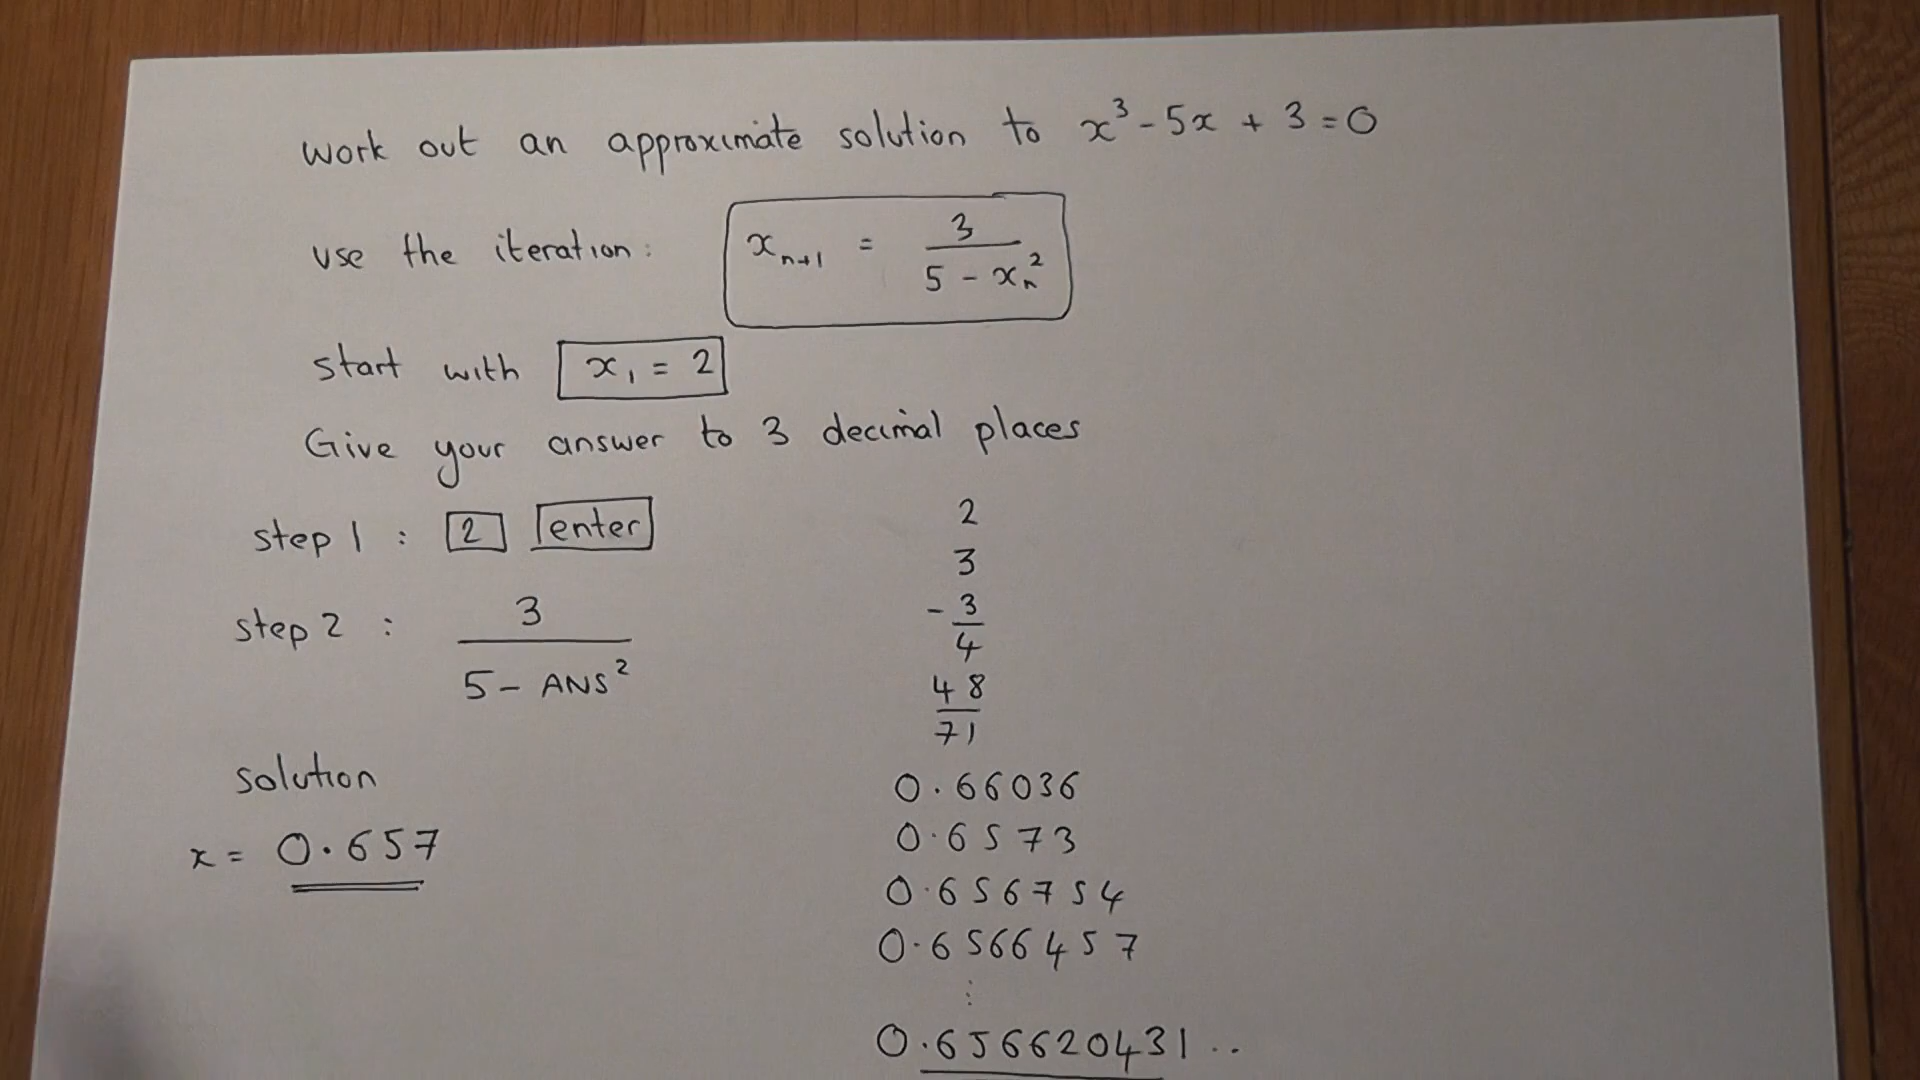 Work out an approximate solution to x³ - 5x + 3 = 0
use the iteration: xₙ₊₁ = 3 / (5 - xₙ²)
start with x₁ = 2
Give your answer to 3 decimal places
step 1 : 2 enter
step 2 : 3 / (5 - ANS²)
solution
x = 0.657
2
3
- 3/4
48/71
0.66036
0.6573
0.656754
0.6566457
:
0.656620431..